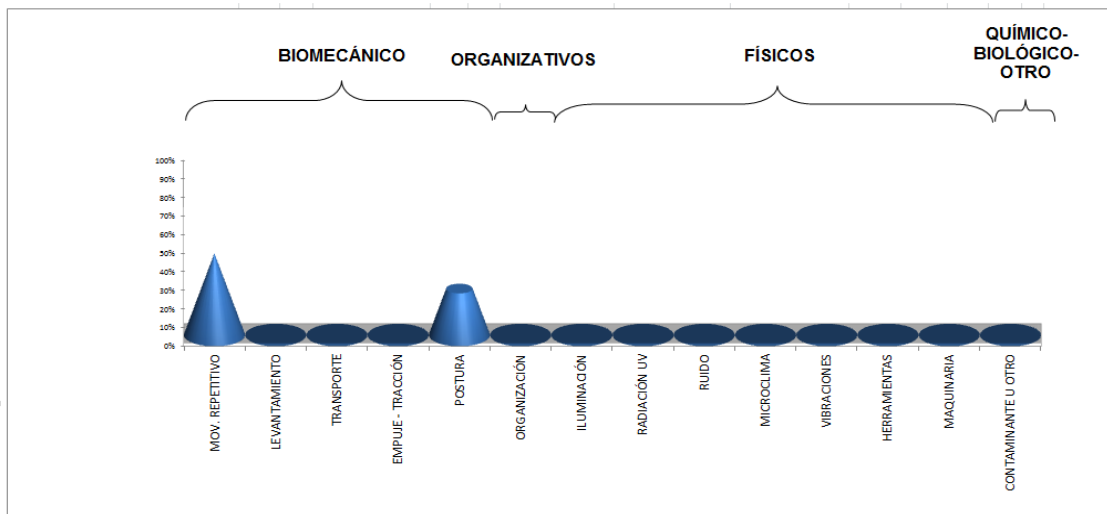 BIOMECÁNICO
ORGANIZATIVOS
FÍSICOS
QUÍMICO-
BIOLÓGICO-
OTRO
100%
90%
80%
70%
60%
50%
40%
30%
20%
10%
0%
MOV. REPETITIVO
LEVANTAMIENTO
TRANSPORTE
EMPUJE - TRACCIÓN
POSTURA
ORGANIZACIÓN
ILUMINACIÓN
RADIACIÓN UV
RUIDO
MICROCLIMA
VIBRACIONES
HERRAMIENTAS
MAQUINARIA
CONTAMINANTE U OTRO